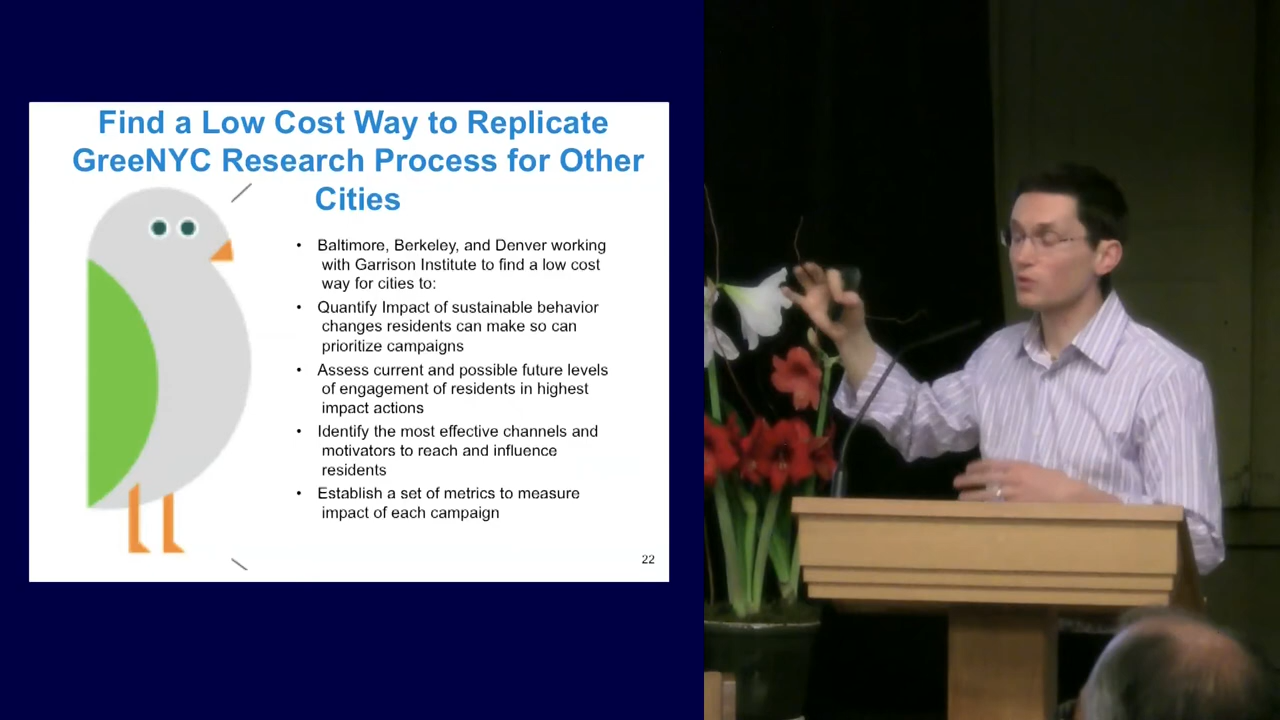 Find a Low Cost Way to Replicate
GreeNYC Research Process for Other
Cities
• Baltimore, Berkeley, and Denver working
with Garrison Institute to find a low cost
way for cities to:
• Quantify Impact of sustainable behavior
changes residents can make so can
prioritize campaigns
• Assess current and possible future levels
of engagement of residents in highest
impact actions
• Identify the most effective channels and
motivators to reach and influence
residents
• Establish a set of metrics to measure
impact of each campaign
22